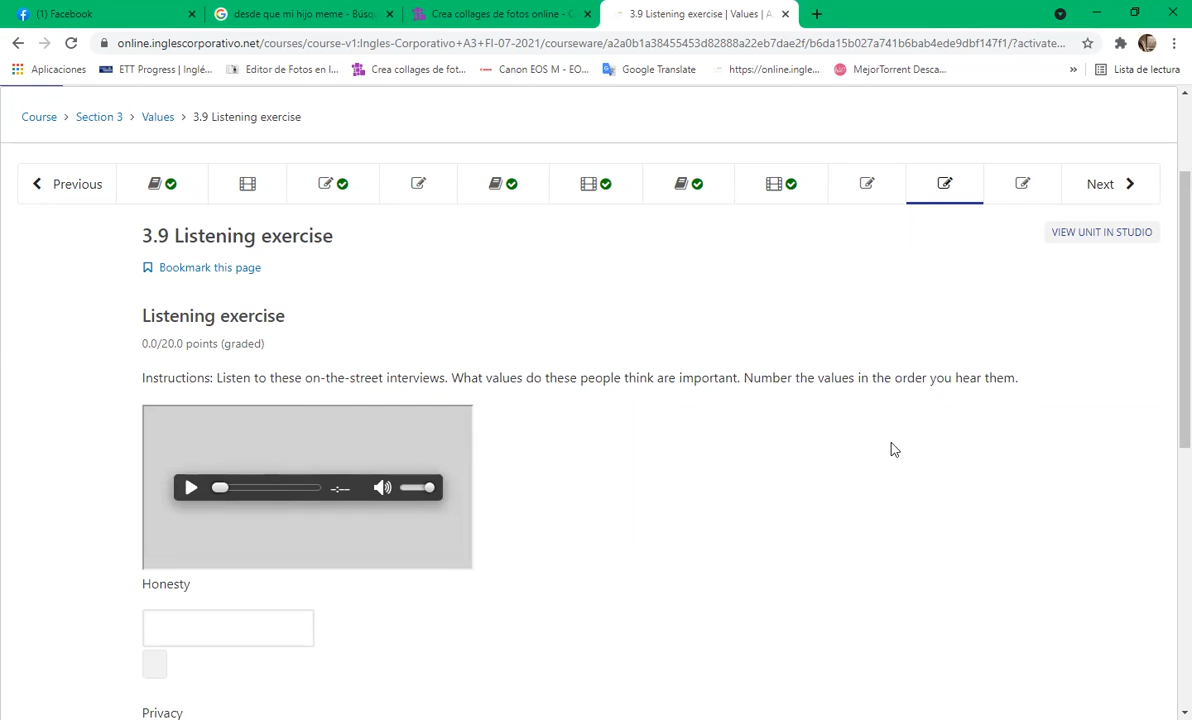 (1) Facebook
desde que mi hijo meme - Búsq
Crea collages de fotos online - C
3.9 Listening exercise | Values | A
online.inglescorporativo.net/courses/course-v1:Ingles-Corporativo+A3+FI-07-2021/courseware/a2a0b1a38455453d82888a22eb7dae2f/b6da15b027a741b6bab4ede9dbf147f1/?activate...
Aplicaciones
ETT Progress | Inglé...
Editor de Fotos en l...
Crea collages de fot...
Canon EOS M - EO...
Google Translate
https://online.ingle...
MejorTorrent Desca...
»
Lista de lectura
Course > Section 3 > Values > 3.9 Listening exercise
Previous
Next
3.9 Listening exercise
VIEW UNIT IN STUDIO
Bookmark this page
Listening exercise
0.0/20.0 points (graded)
Instructions: Listen to these on-the-street interviews. What values do these people think are important. Number the values in the order you hear them.
--:--
Honesty
Privacy